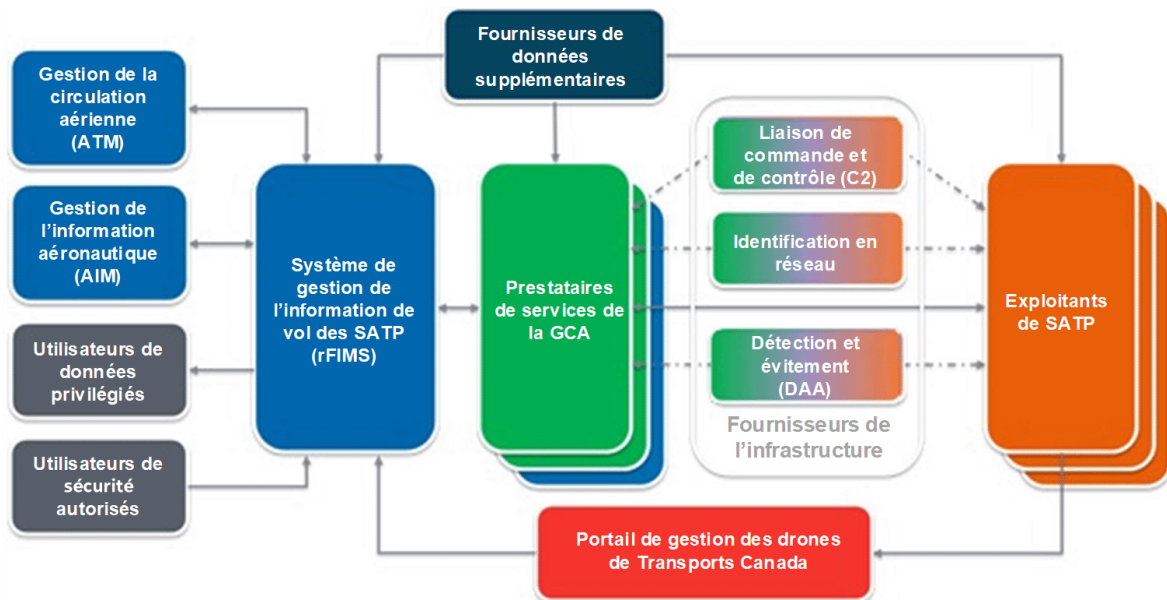 Fournisseurs de
données
supplémentaires
Gestion de la
circulation
aérienne
(ATM)
Gestion de
l’information
aéronautique
(AIM)
Utilisateurs de
données
privilégiés
Utilisateurs de
sécurité
autorisés
Système de
gestion de
l’information de
vol des SATP
(rFIMS)
Prestataires
de services de
la GCA
Liaison de
commande et
de contrôle (C2)
Identification en
réseau
Détection et
évitement
(DAA)
Fournisseurs de
l’infrastructure
Exploitants
de SATP
Portail de gestion des drones
de Transports Canada